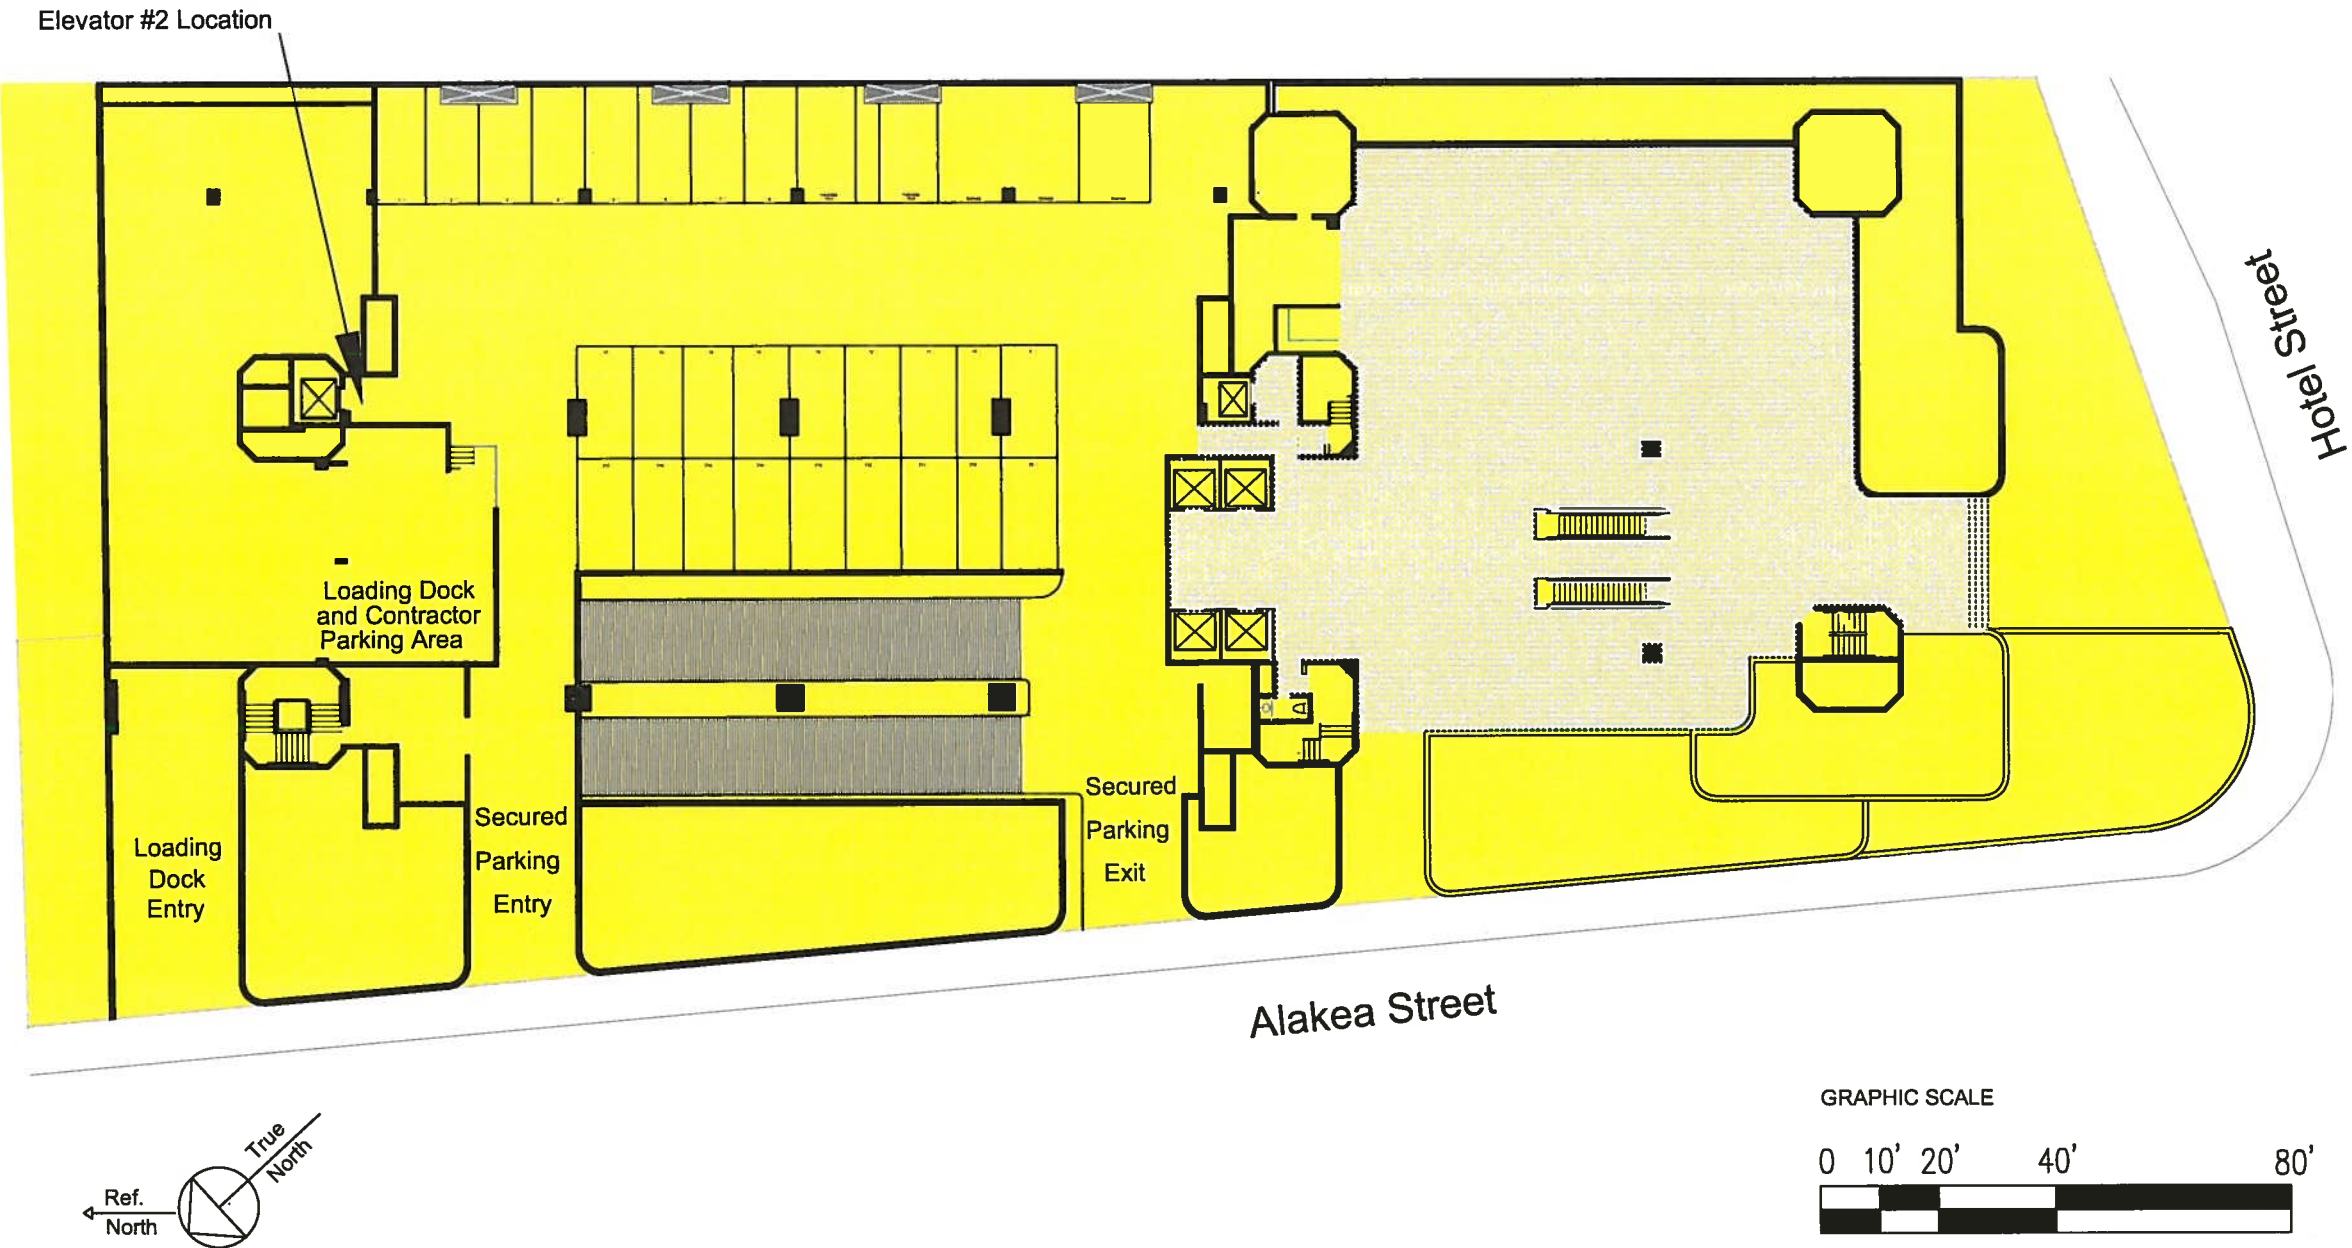 Elevator #2 Location
Hotel Street
Loading Dock
and Contractor
Parking Area
Secured
Parking
Exit
Secured
Parking
Entry
Loading
Dock
Entry
Alakea Street
GRAPHIC SCALE
0 10' 20' 40' 80'
True
North
Ref.
North